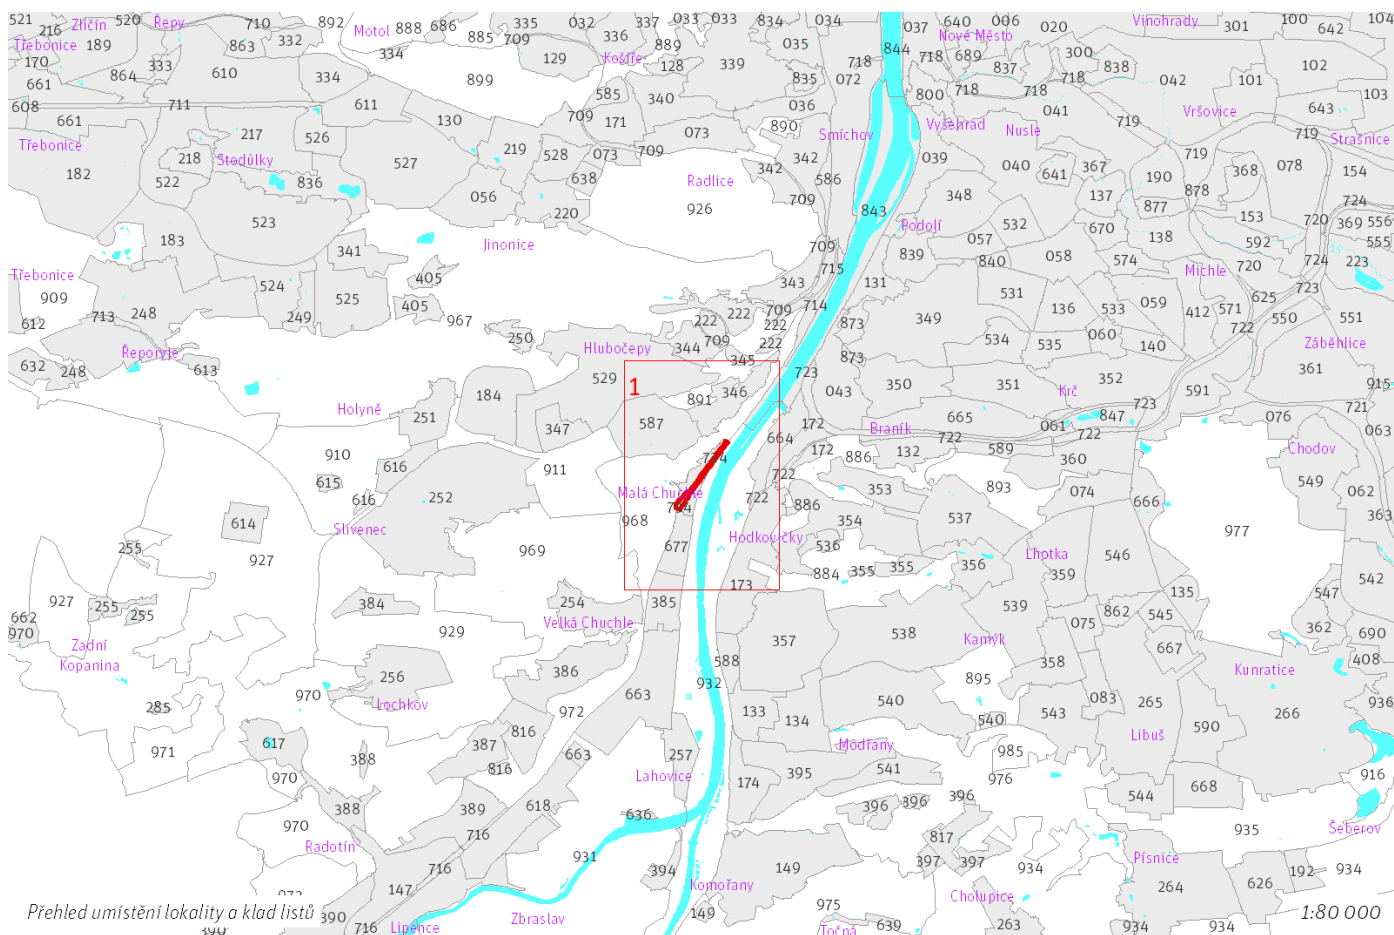 521 216 Zličín 520 Řepy 710 892 Motol 888 686 885 335 709 032 337 033 033 834 034 037 640 006 020 Vinohrady 301 100 642 104
Třebonice 189 863 332 334 129 336 889 Košíře 128 339 035 718 844 718 Nové Město 689 837 300 838
170 661 864 333 610 334 899 585 340 835 072 800 718 718 718 042 101 102 103
608 711 611 709 171 036 041 643
661 217 526 130 219 528 073 709 073 890 Smíchov Vyšehrad Nusle 719 Vršovice 719 Strašnice
Třebonice 218 Stodůlky 527 638 342 342 039 040 367 719 368 078 154
182 522 836 056 Radlice 586 348 641 137 190 878 724
523 220 926 709 843 532 670 877 153 720 369 556
183 341 Jinonice 709 Podolí 057 058 138 592 555
Třebonice 405 715 839 840 574 Michle 720 724 223
909 524 525 405 343 131 531 059 625 723
612 713 248 249 967 222 222 709 714 349 136 533 412 571 550 551
250 709 222 873 534 535 060 722
632 248 Řeporyje 613 Hlubočepy 344 345 222 873 140 Záběhlice
529 1 723 361 915
184 891 346 043 350 351 Krč 352 591
Holyně 251 347 587 172 Braník 665 061 847 723 076 721 063
910 616 911 664 172 132 722 589 722 Chodov
615 616 252 Malá Chuchle 722 886 360 549 062
614 Slivenec 968 722 886 353 893 074 666 977 363
255 927 969 677 Hodkovičky 354 537 546
536 Lhotka
884 355 355 356 359 542
927 255 255 384 254 385 173 539 862 135 547
662 970 929 Velká Chuchle 538 075 545 362 690
Zadní Kopanina 386 588 357 Kamýk 358 667 Kunratice 408
256 663 932 895
285 970 Lochkov 972 133 134 540 540 543 083 265 590 266 936
971 617 388 387 816 663 257 Modřany 985 Libuš
970 816 Lahovice 174 395 541 976 916
388 389 618 636 396 396 396 544 668
970 716 817 935 Šeberov
Radotín 716 931 394 149 397 397 934 Písnice 934
147 Komořany Cholupice 264 626 192
Přehled umístění lokality a klad listů 390 716 Lipence Zbraslav 149 975 Točná 639 263 934 934 1:80 000